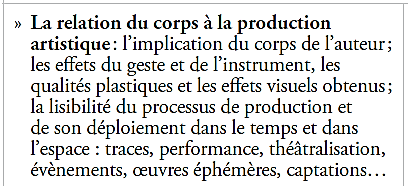 » La relation du corps à la production
artistique : l’implication du corps de l’auteur ;
les effets du geste et de l’instrument, les
qualités plastiques et les effets visuels obtenus ;
la lisibilité du processus de production et
de son déploiement dans le temps et dans
l’espace : traces, performance, théâtralisation,
évènements, œuvres éphémères, captations…